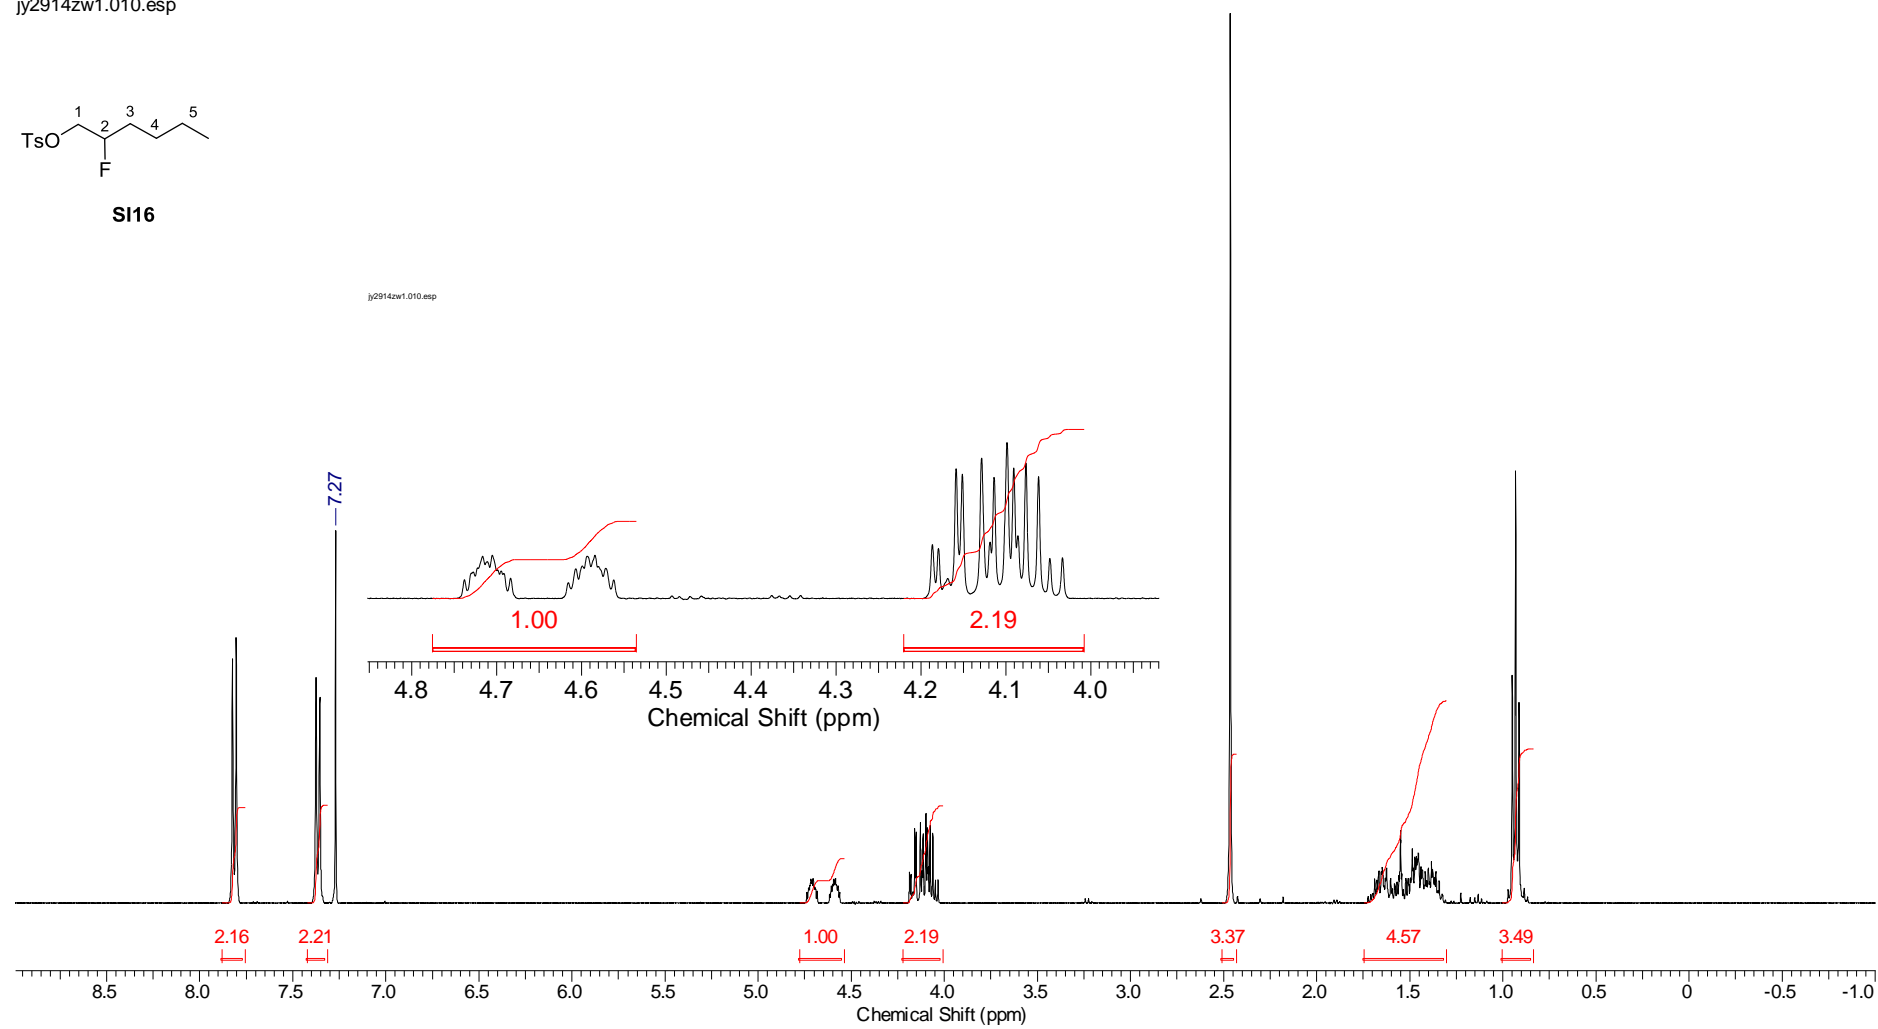 jy2914zw1.010.esp
1 3 5
2 4
TsO
F
SI16
jy2914zw1.010.esp
7.27
1.00 2.19
4.8 4.7 4.6 4.5 4.4 4.3 4.2 4.1 4.0
Chemical Shift (ppm)
2.16 2.21 1.00 2.19 3.37 4.57 3.49
8.5 8.0 7.5 7.0 6.5 6.0 5.5 5.0 4.5 4.0 3.5 3.0 2.5 2.0 1.5 1.0 0.5 0 -0.5 -1.0
Chemical Shift (ppm)